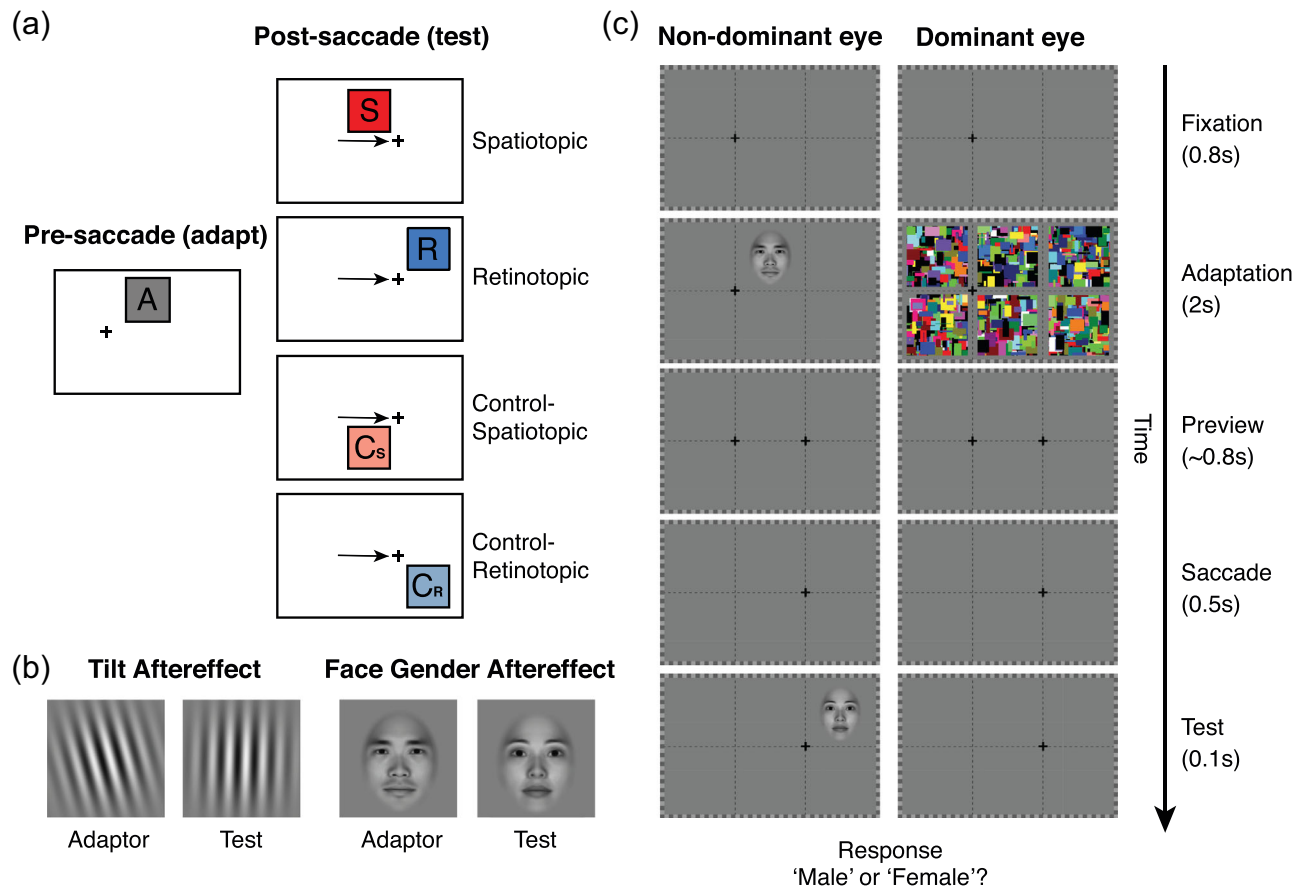 (a)
Post-saccade (test)
S
Spatiotopic
Pre-saccade (adapt)
A
R
Retinotopic
Cs
Control-
Spatiotopic
CR
Control-
Retinotopic
(b)
Tilt Aftereffect
Face Gender Aftereffect
Adaptor
Test
Adaptor
Test
(c)
Non-dominant eye
Dominant eye
Fixation
(0.8s)
Adaptation
(2s)
Time
Preview
(~0.8s)
Saccade
(0.5s)
Test
(0.1s)
Response
‘Male’ or ‘Female’?